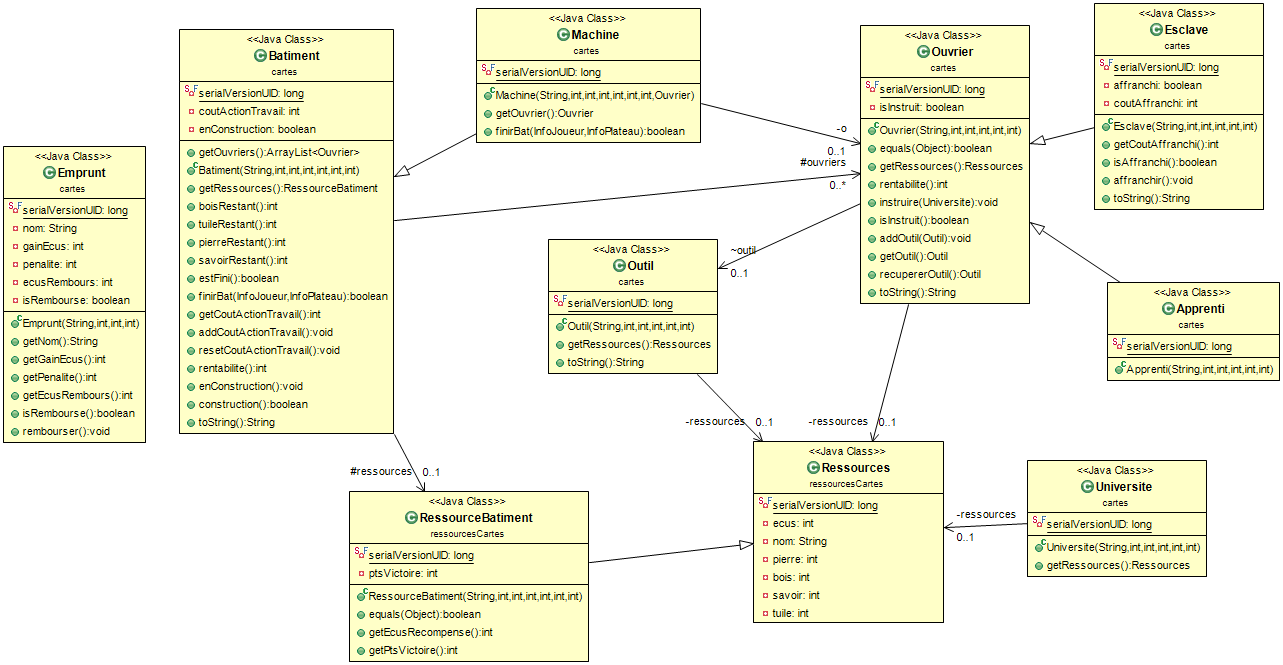 <<Java Class>>
Emprunt
cartes
serialVersionUID: long
nom: String
gainEcus: int
penalite: int
ecusRembours: int
isRembourse: boolean
Emprunt(String,int,int,int)
getNom():String
getGainEcus():int
getPenalite():int
getEcusRembours():int
isRembourse():boolean
rembourser():void
<<Java Class>>
Batiment
cartes
serialVersionUID: long
coutActionTravail: int
enConstruction: boolean
getOuvriers():ArrayList<Ouvrier>
Batiment(String,int,int,int,int,int,int)
getRessources():RessourceBatiment
boisRestant():int
tuileRestant():int
pierreRestant():int
savoirRestant():int
estFini():boolean
finirBat(InfoJoueur,InfoPlateau):boolean
getCoutActionTravail():int
addCoutActionTravail():void
resetCoutActionTravail():void
rentabilite():int
enConstruction():void
construction():boolean
toString():String
<<Java Class>>
Machine
cartes
serialVersionUID: long
Machine(String,int,int,int,int,int,int,Ouvrier)
getOuvrier():Ouvrier
finirBat(InfoJoueur,InfoPlateau):boolean
-o
0..1
#ouvriers
0..*
<<Java Class>>
Ouvrier
cartes
serialVersionUID: long
isInstruit: boolean
Ouvrier(String,int,int,int,int,int)
equals(Object):boolean
getRessources():Ressources
rentabilite():int
instruire(Universite):void
isInstruit():boolean
addOutil(Outil):void
getOutil():Outil
recupererOutil():Outil
toString():String
<<Java Class>>
Esclave
cartes
serialVersionUID: long
affranchi: boolean
coutAffranchi: int
Esclave(String,int,int,int,int,int)
getCoutAffranchi():int
isAffranchi():boolean
affranchir():void
toString():String
<<Java Class>>
Outil
cartes
serialVersionUID: long
Outil(String,int,int,int,int,int)
getRessources():Ressources
toString():String
~outil
0..1
<<Java Class>>
Apprenti
cartes
serialVersionUID: long
Apprenti(String,int,int,int,int,int)
-ressources
0..1
-ressources
0..1
#ressources
0..1
<<Java Class>>
RessourceBatiment
ressourcesCartes
serialVersionUID: long
ptsVictoire: int
RessourceBatiment(String,int,int,int,int,int,int)
equals(Object):boolean
getEcusRecompense():int
getPtsVictoire():int
<<Java Class>>
Ressources
ressourcesCartes
serialVersionUID: long
ecus: int
nom: String
pierre: int
bois: int
savoir: int
tuile: int
-ressources
0..1
<<Java Class>>
Universite
cartes
serialVersionUID: long
Universite(String,int,int,int,int,int)
getRessources():Ressources